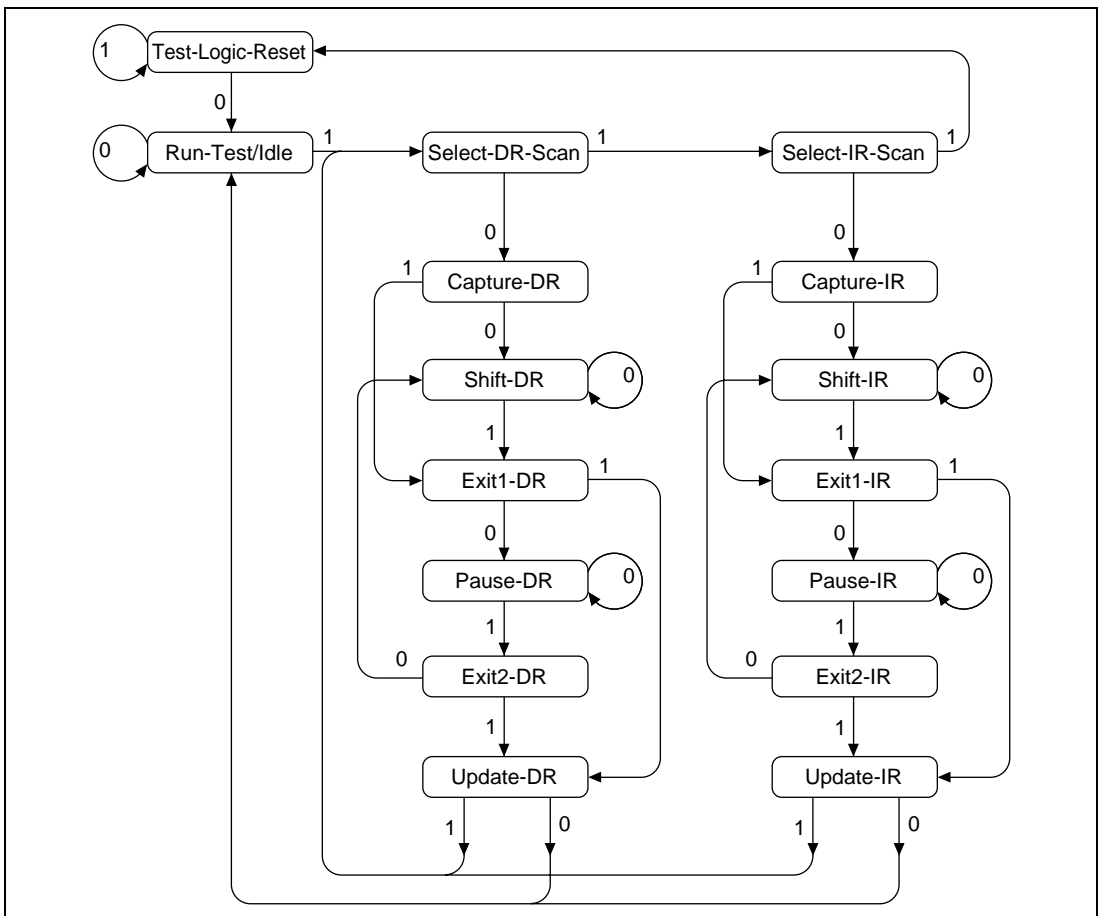 1 Test-Logic-Reset
0
0 Run-Test/Idle 1 Select-DR-Scan 1 Select-IR-Scan 1
0 0
1 Capture-DR 1 Capture-IR
0 0
Shift-DR 0 Shift-IR 0
1 1
Exit1-DR 1 Exit1-IR 1
0 0
Pause-DR 0 Pause-IR 0
1 1
0 Exit2-DR 0 Exit2-IR
1 1
Update-DR Update-IR
1 0 1 0